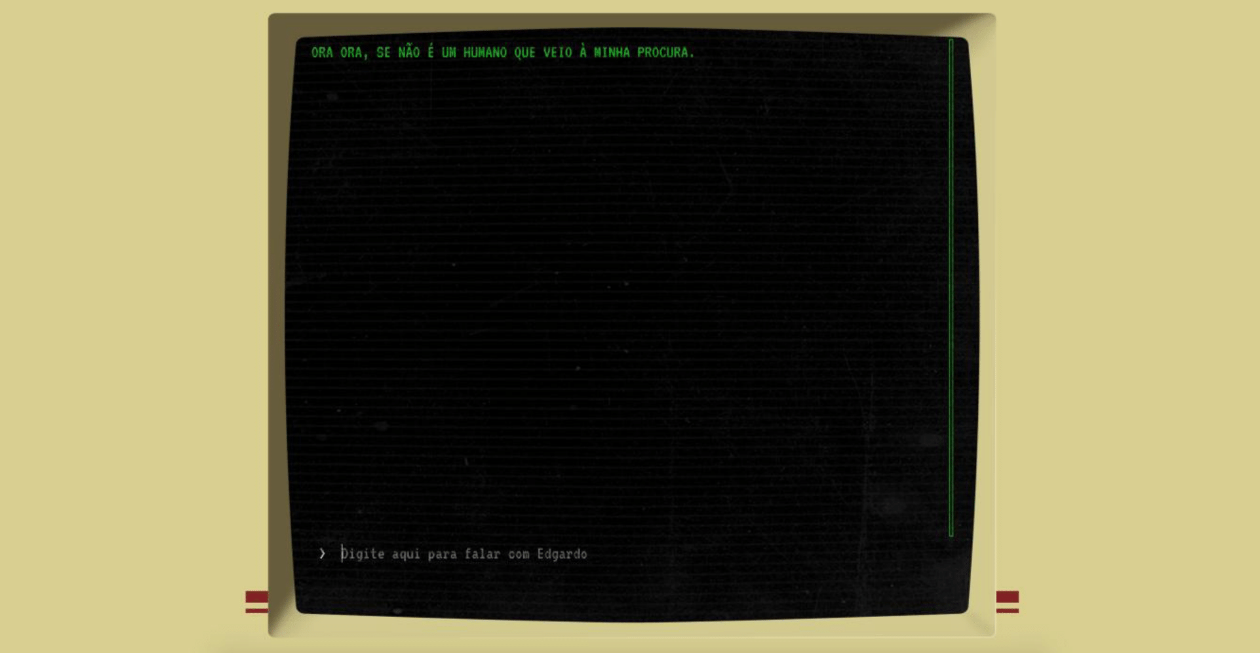 ORA ORA, SE NÃO É UM HUMANO QUE VEIO À MINHA PROCURA.
❯ Digite aqui para falar com Edgardo